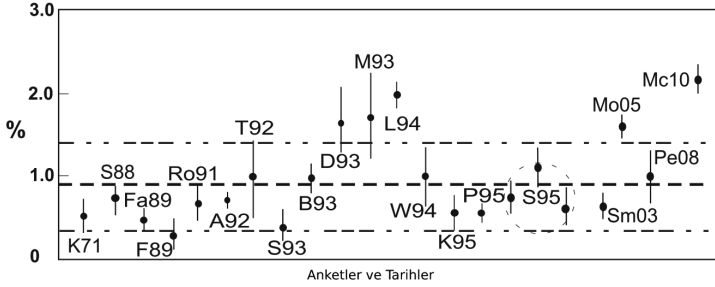 3.0
M93
Mc10
2.0
L94
Mo05
%
T92
D93
Pe08
S88
Ro91
1.0
Fa89
P95
S95
B93
A92
W94
Sm03
K71
F89
S93
K95
0
Anketler ve Tarihler